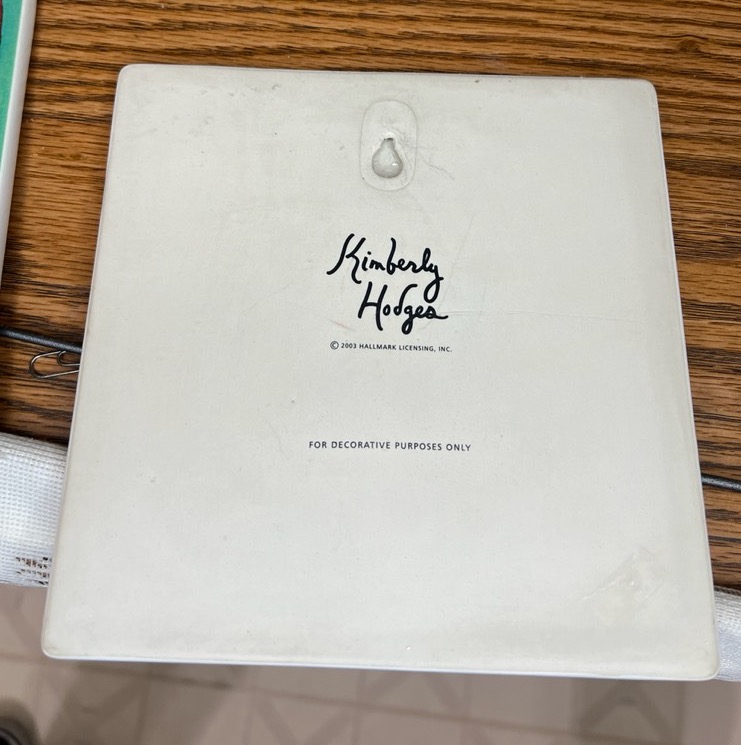 Kimberly
Hodges
© 2003 HALLMARK LICENSING, INC.
FOR DECORATIVE PURPOSES ONLY